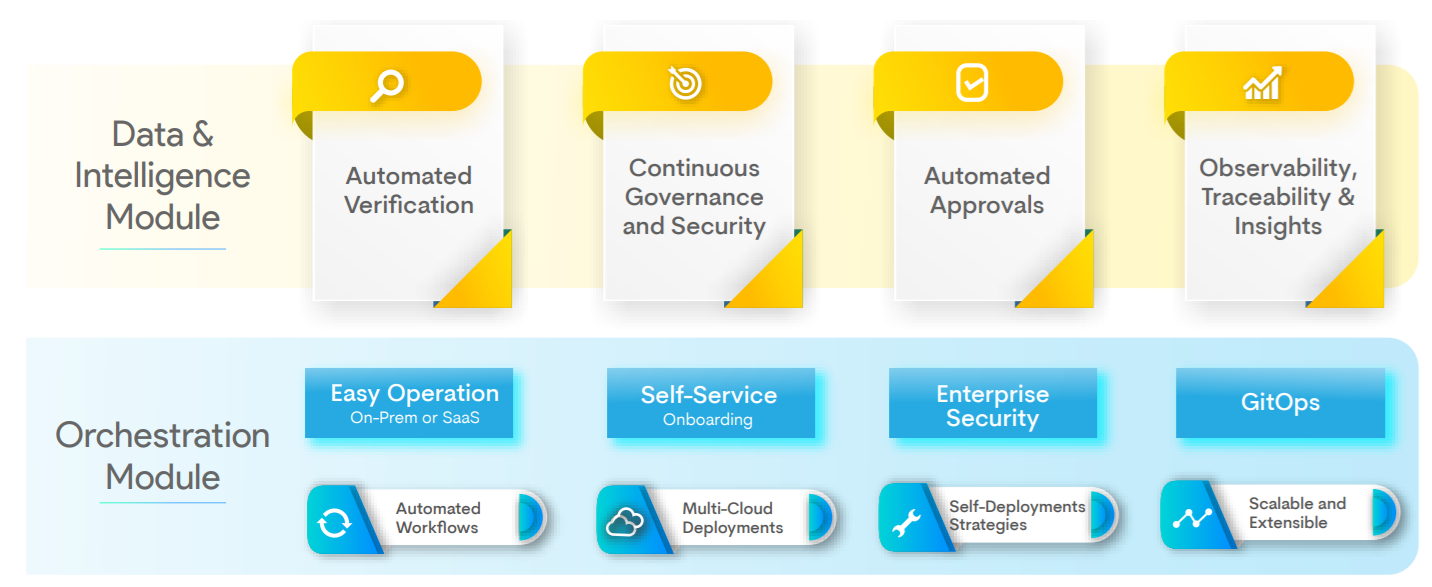 Data &
Intelligence
Module
Automated
Verification
Continuous
Governance
and Security
Automated
Approvals
Observability,
Traceability &
Insights
Orchestration
Module
Easy Operation
On-Prem or SaaS
Self-Service
Onboarding
Enterprise
Security
GitOps
Automated
Workflows
Multi-Cloud
Deployments
Self-Deployments
Strategies
Scalable and
Extensible